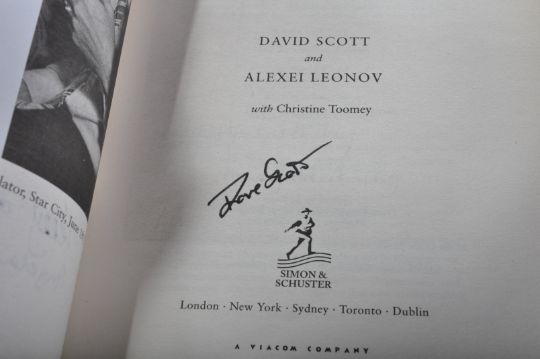 DAVID SCOTT
and
ALEXEI LEONOV
with Christine Toomey
Dave Scott
SIMON &
SCHUSTER
London · New York · Sydney · Toronto · Dublin
A VIACOM COMPANY
lator, Star City, June